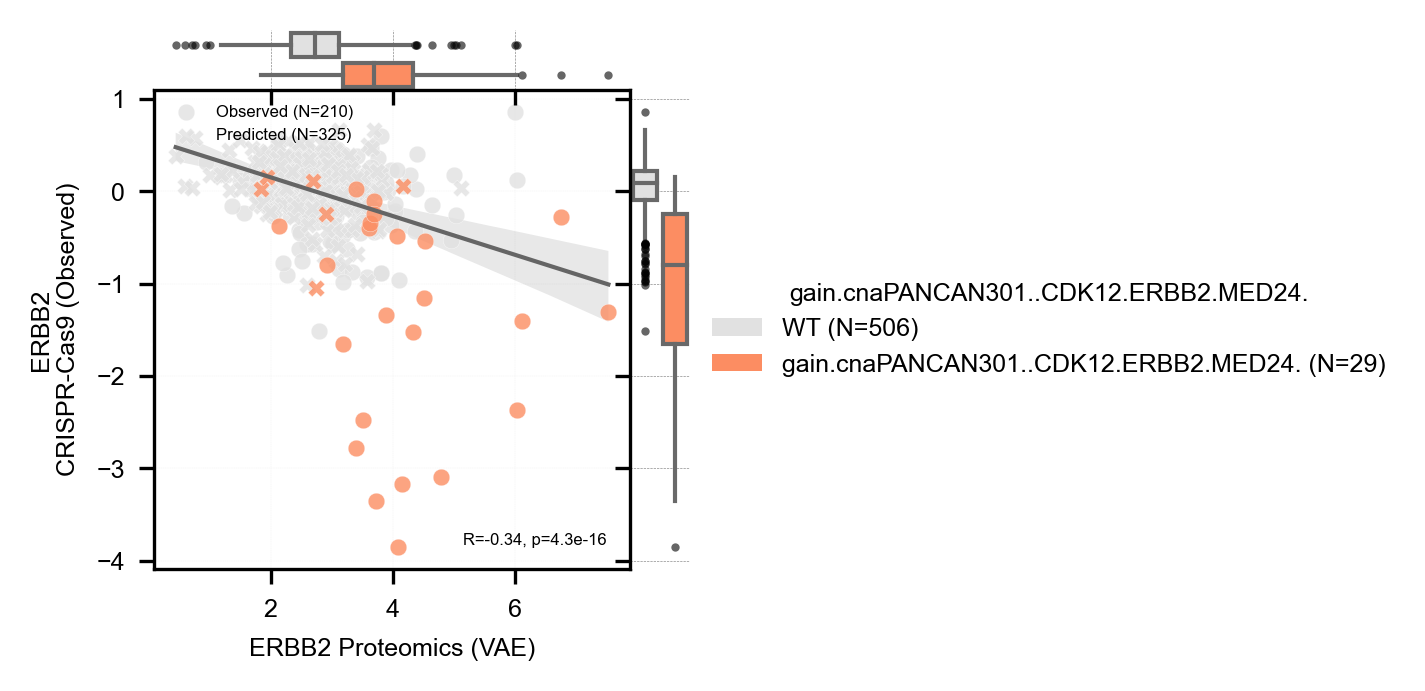 1
0
−1
−2
−3
−4
ERBB2
CRISPR-Cas9 (Observed)
Observed (N=210)
Predicted (N=325)
R=-0.34, p=4.3e-16
2
4
6
ERBB2 Proteomics (VAE)
gain.cnaPANCAN301..CDK12.ERBB2.MED24.
WT (N=506)
gain.cnaPANCAN301..CDK12.ERBB2.MED24. (N=29)